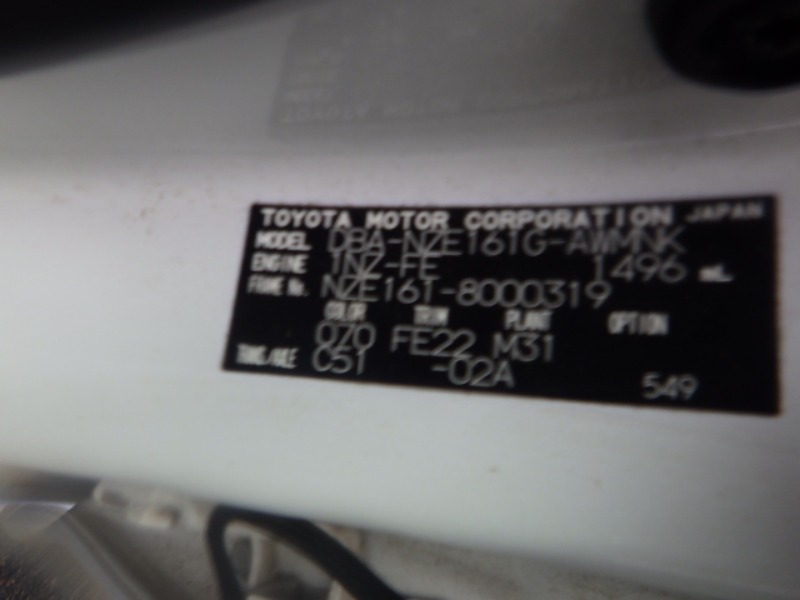 TOYOTA MOTOR CORPORATION JAPAN
MODEL DBA-NZE161G-AWMNK
ENGINE 1NZ-FE 1496 mL
FRAME No. NZE161-8000319
COLOR TRIM PLANT OPTION
070 FE22 M31
TRANS/AXLE C51 -02A 549